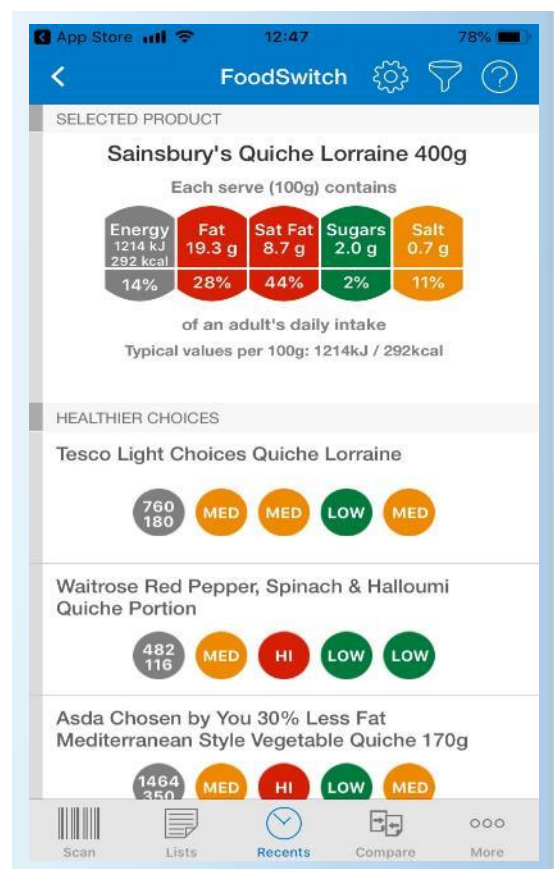 App Store 12:47 78%
FoodSwitch ?
SELECTED PRODUCT
Sainsbury's Quiche Lorraine 400g
Each serve (100g) contains
Energy Fat Sat Fat Sugars Salt
1214 kJ 19.3 g 8.7 g 2.0 g 0.7 g
292 kcal
14% 28% 44% 2% 11%
of an adult's daily intake
Typical values per 100g: 1214kJ / 292kcal
HEALTHIER CHOICES
Tesco Light Choices Quiche Lorraine
760 MED MED LOW MED
180
Waitrose Red Pepper, Spinach & Halloumi
Quiche Portion
482 MED HI LOW LOW
116
Asda Chosen by You 30% Less Fat
Mediterranean Style Vegetable Quiche 170g
1464 MED HI LOW MED
350
Scan Lists Recents Compare More